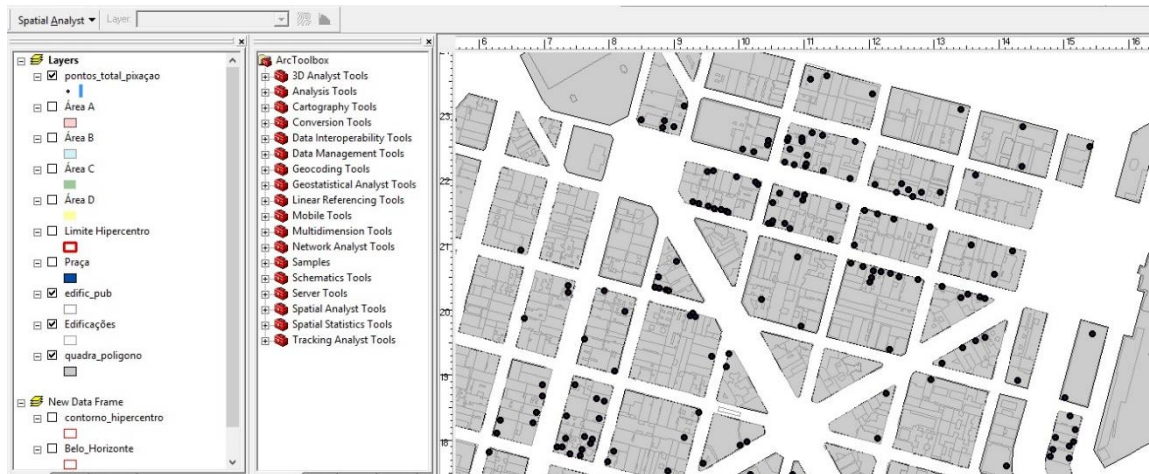 Spatial Analyst
Layer:
Layers
pontos_total_pixaçao
Área A
Área B
Área C
Área D
Limite Hipercentro
Praça
edific_pub
Edificações
quadra_poligono
New Data Frame
contorno_hipercentro
Belo_Horizonte
ArcToolbox
3D Analyst Tools
Analysis Tools
Cartography Tools
Conversion Tools
Data Interoperability Tools
Data Management Tools
Geocoding Tools
Geostatistical Analyst Tools
Linear Referencing Tools
Mobile Tools
Multidimension Tools
Network Analyst Tools
Samples
Schematics Tools
Server Tools
Spatial Analyst Tools
Spatial Statistics Tools
Tracking Analyst Tools
6 7 8 9 10 11 12 13 14 15 16
23
22
21
20
19
18